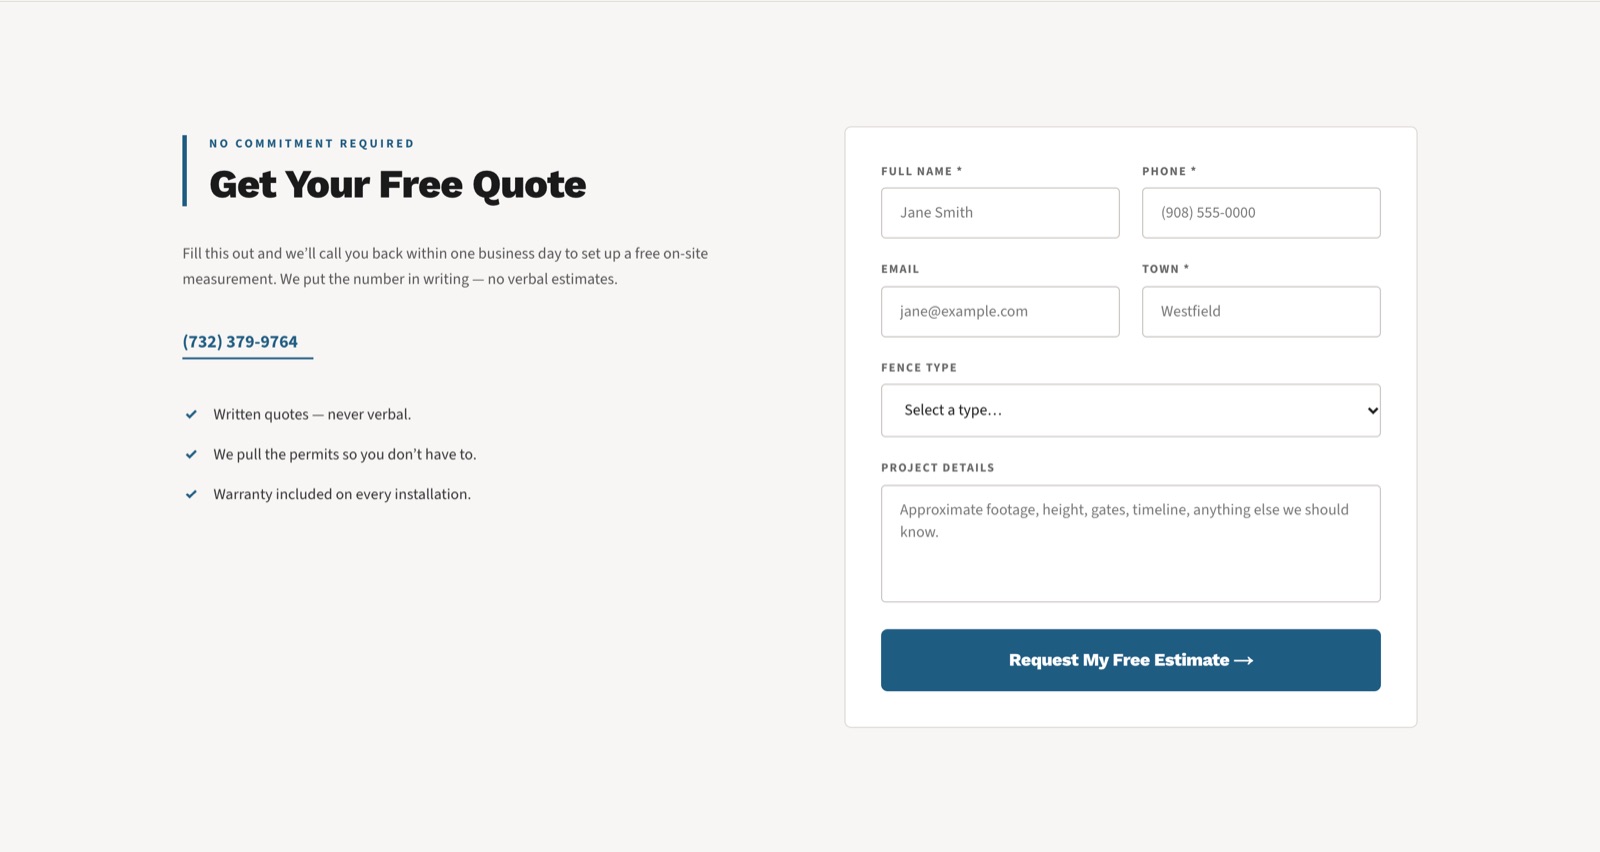 NO COMMITMENT REQUIRED
Get Your Free Quote
Fill this out and we’ll call you back within one business day to set up a free on-site
measurement. We put the number in writing — no verbal estimates.
(732) 379-9764
Written quotes — never verbal.
We pull the permits so you don’t have to.
Warranty included on every installation.
FULL NAME *
Jane Smith
PHONE *
(908) 555-0000
EMAIL
jane@example.com
TOWN *
Westfield
FENCE TYPE
Select a type…
PROJECT DETAILS
Approximate footage, height, gates, timeline, anything else we should
know.
Request My Free Estimate →